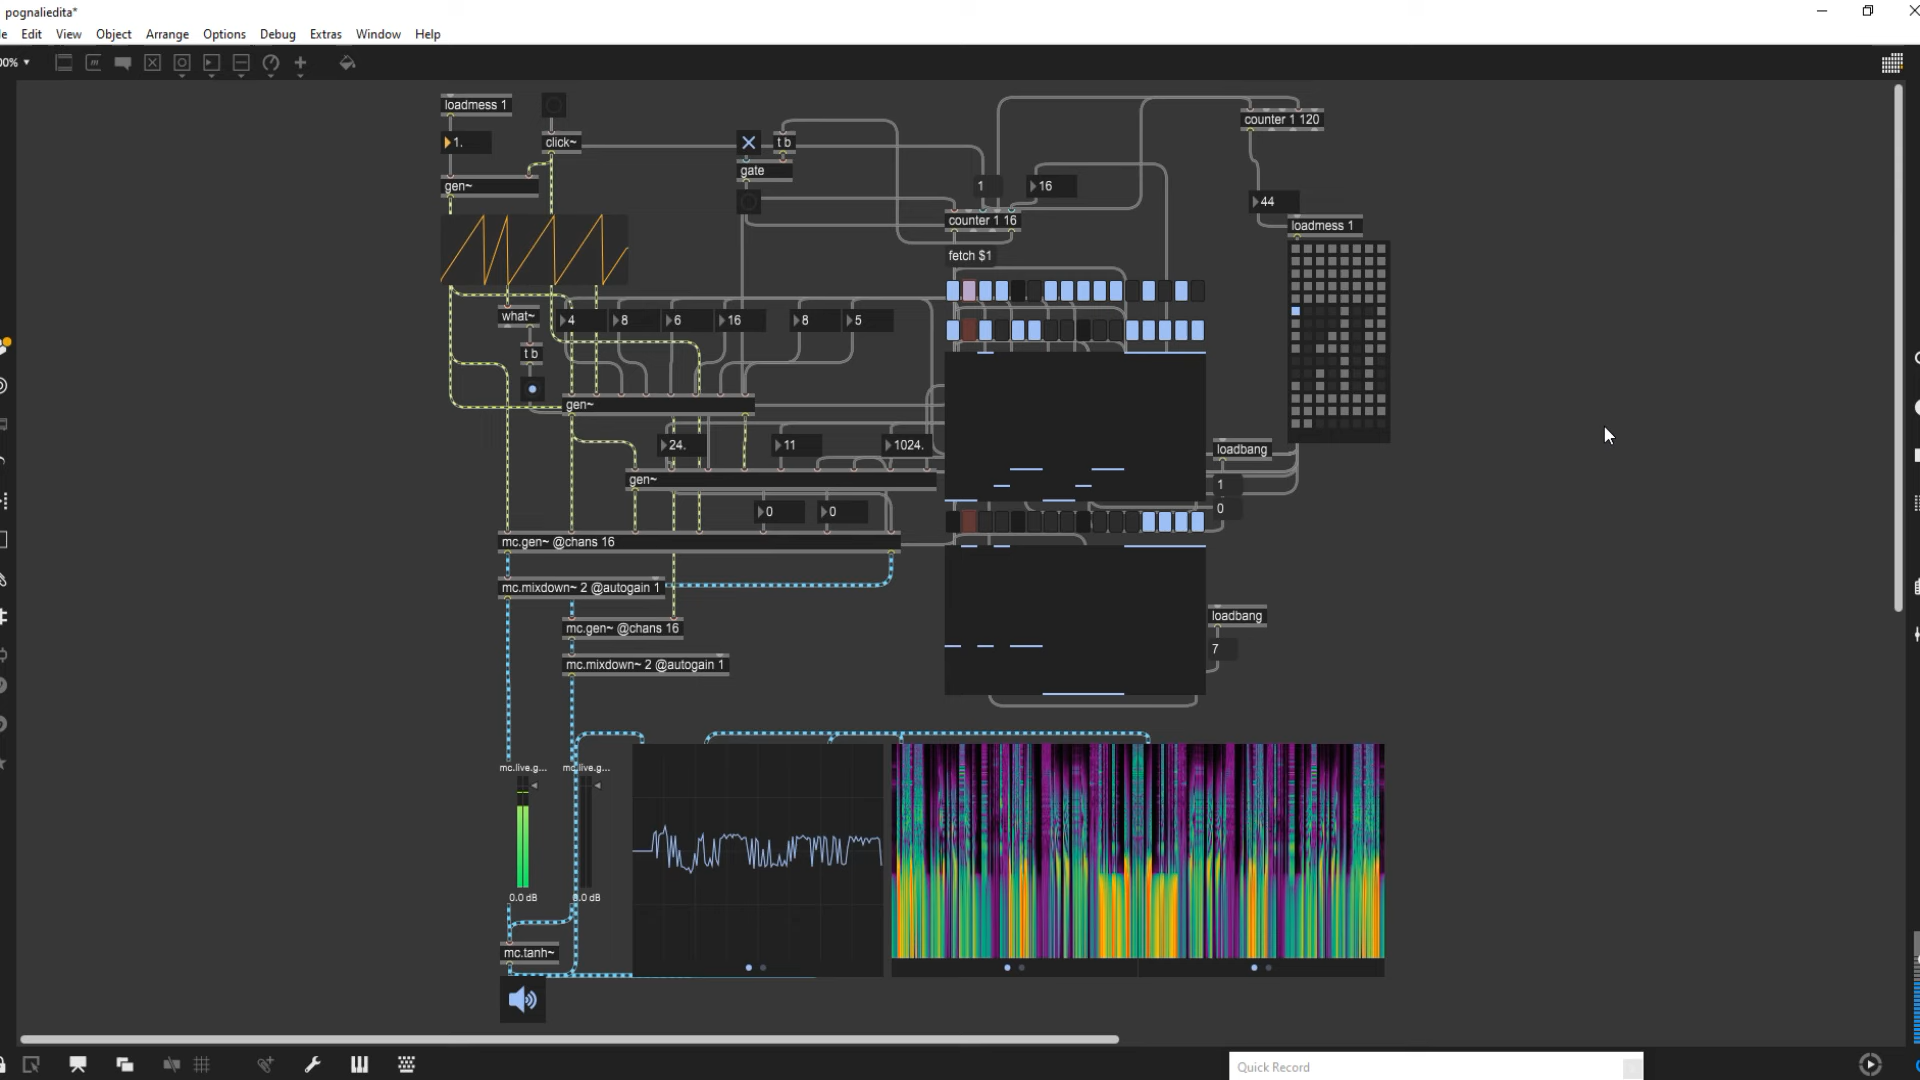 pognaliedita*
Edit View Object Arrange Options Debug Extras Window Help
loadmess 1
counter 1 120
1.
click~
t b
gate
gen~
1
16
44
counter 1 16
loadmess 1
fetch $1
what~
4
8
6
16
8
5
t b
gen~
24.
11
1024.
loadbang
gen~
1
0
0
0
mc.gen~ @chans 16
mc.mixdown~ 2 @autogain 1
loadbang
mc.gen~ @chans 16
7
mc.mixdown~ 2 @autogain 1
mc.live.g...
0.0 dB
mc.tanh~
Quick Record